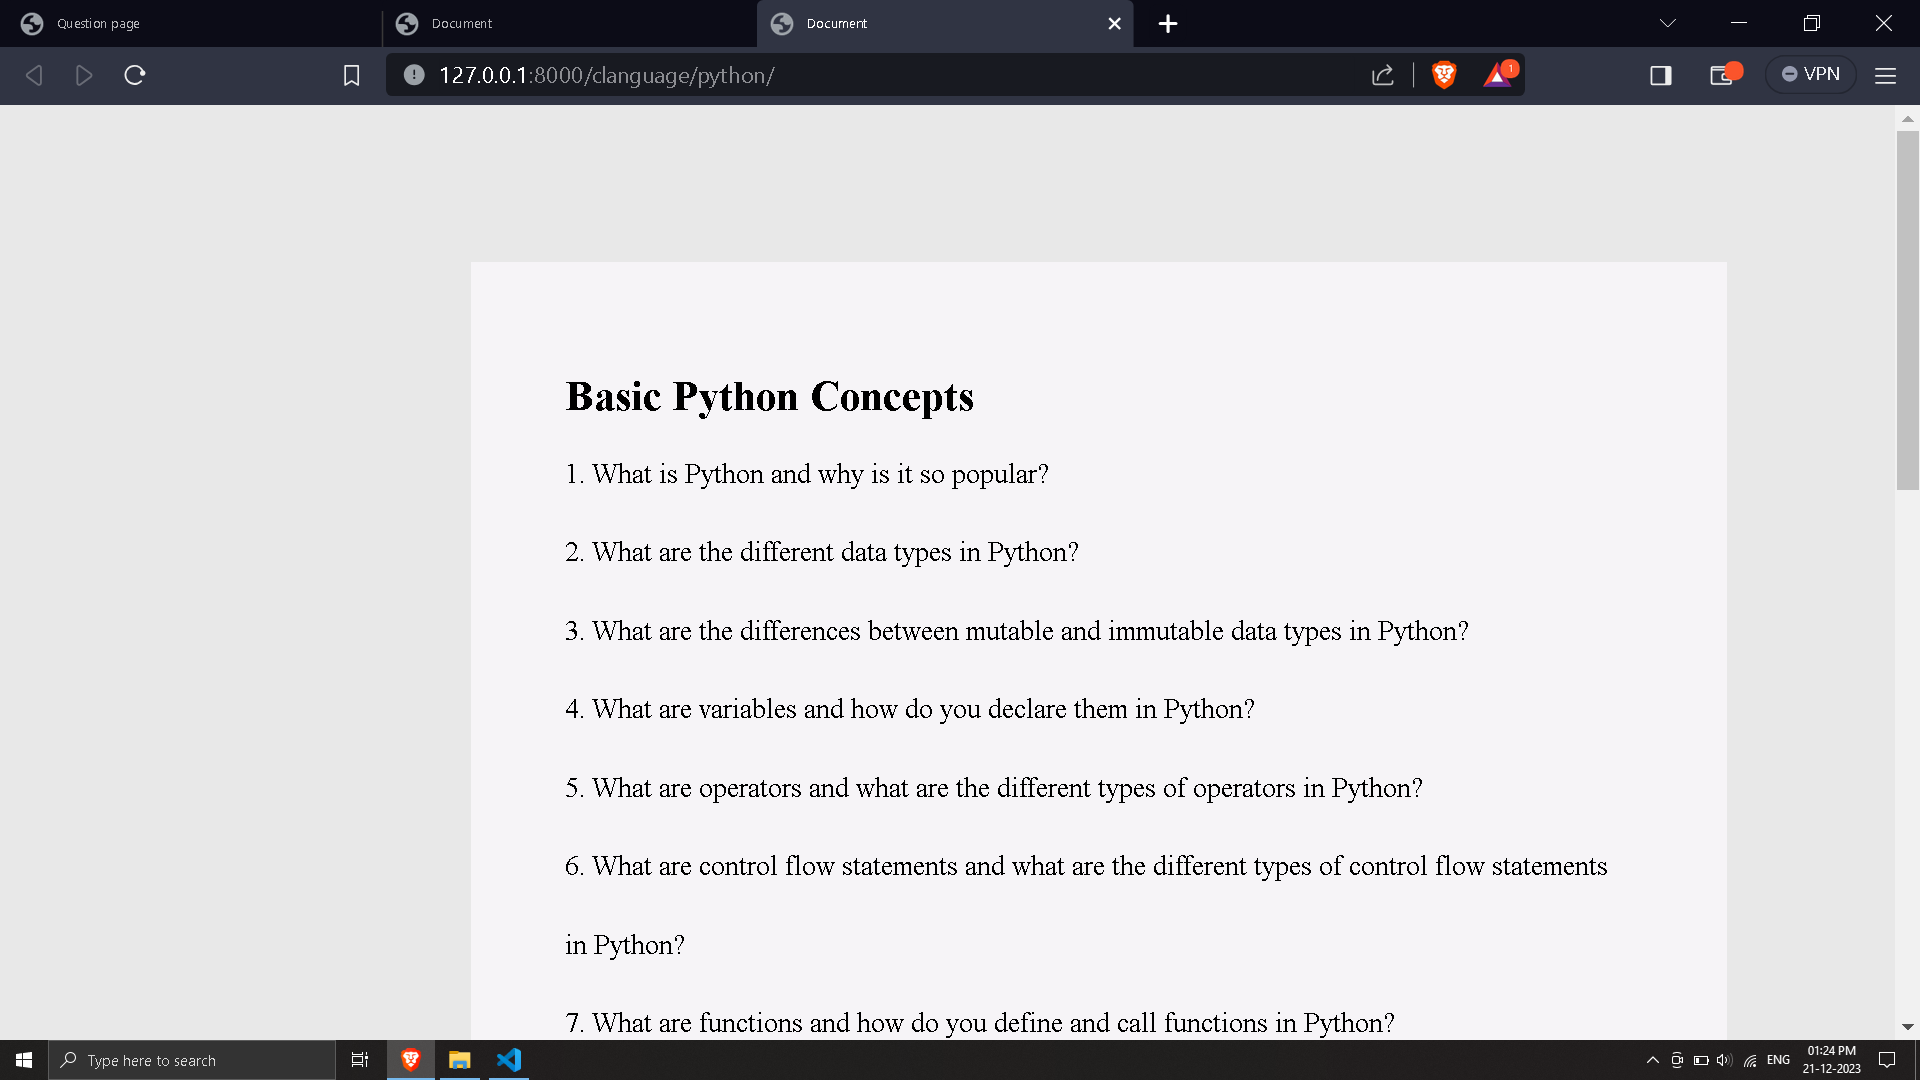 Question page
Document
Document
127.0.0.1:8000/clanguage/python/
1
VPN
Basic Python Concepts
1. What is Python and why is it so popular?
2. What are the different data types in Python?
3. What are the differences between mutable and immutable data types in Python?
4. What are variables and how do you declare them in Python?
5. What are operators and what are the different types of operators in Python?
6. What are control flow statements and what are the different types of control flow statements
in Python?
7. What are functions and how do you define and call functions in Python?
Type here to search
ENG
01:24 PM
21-12-2023